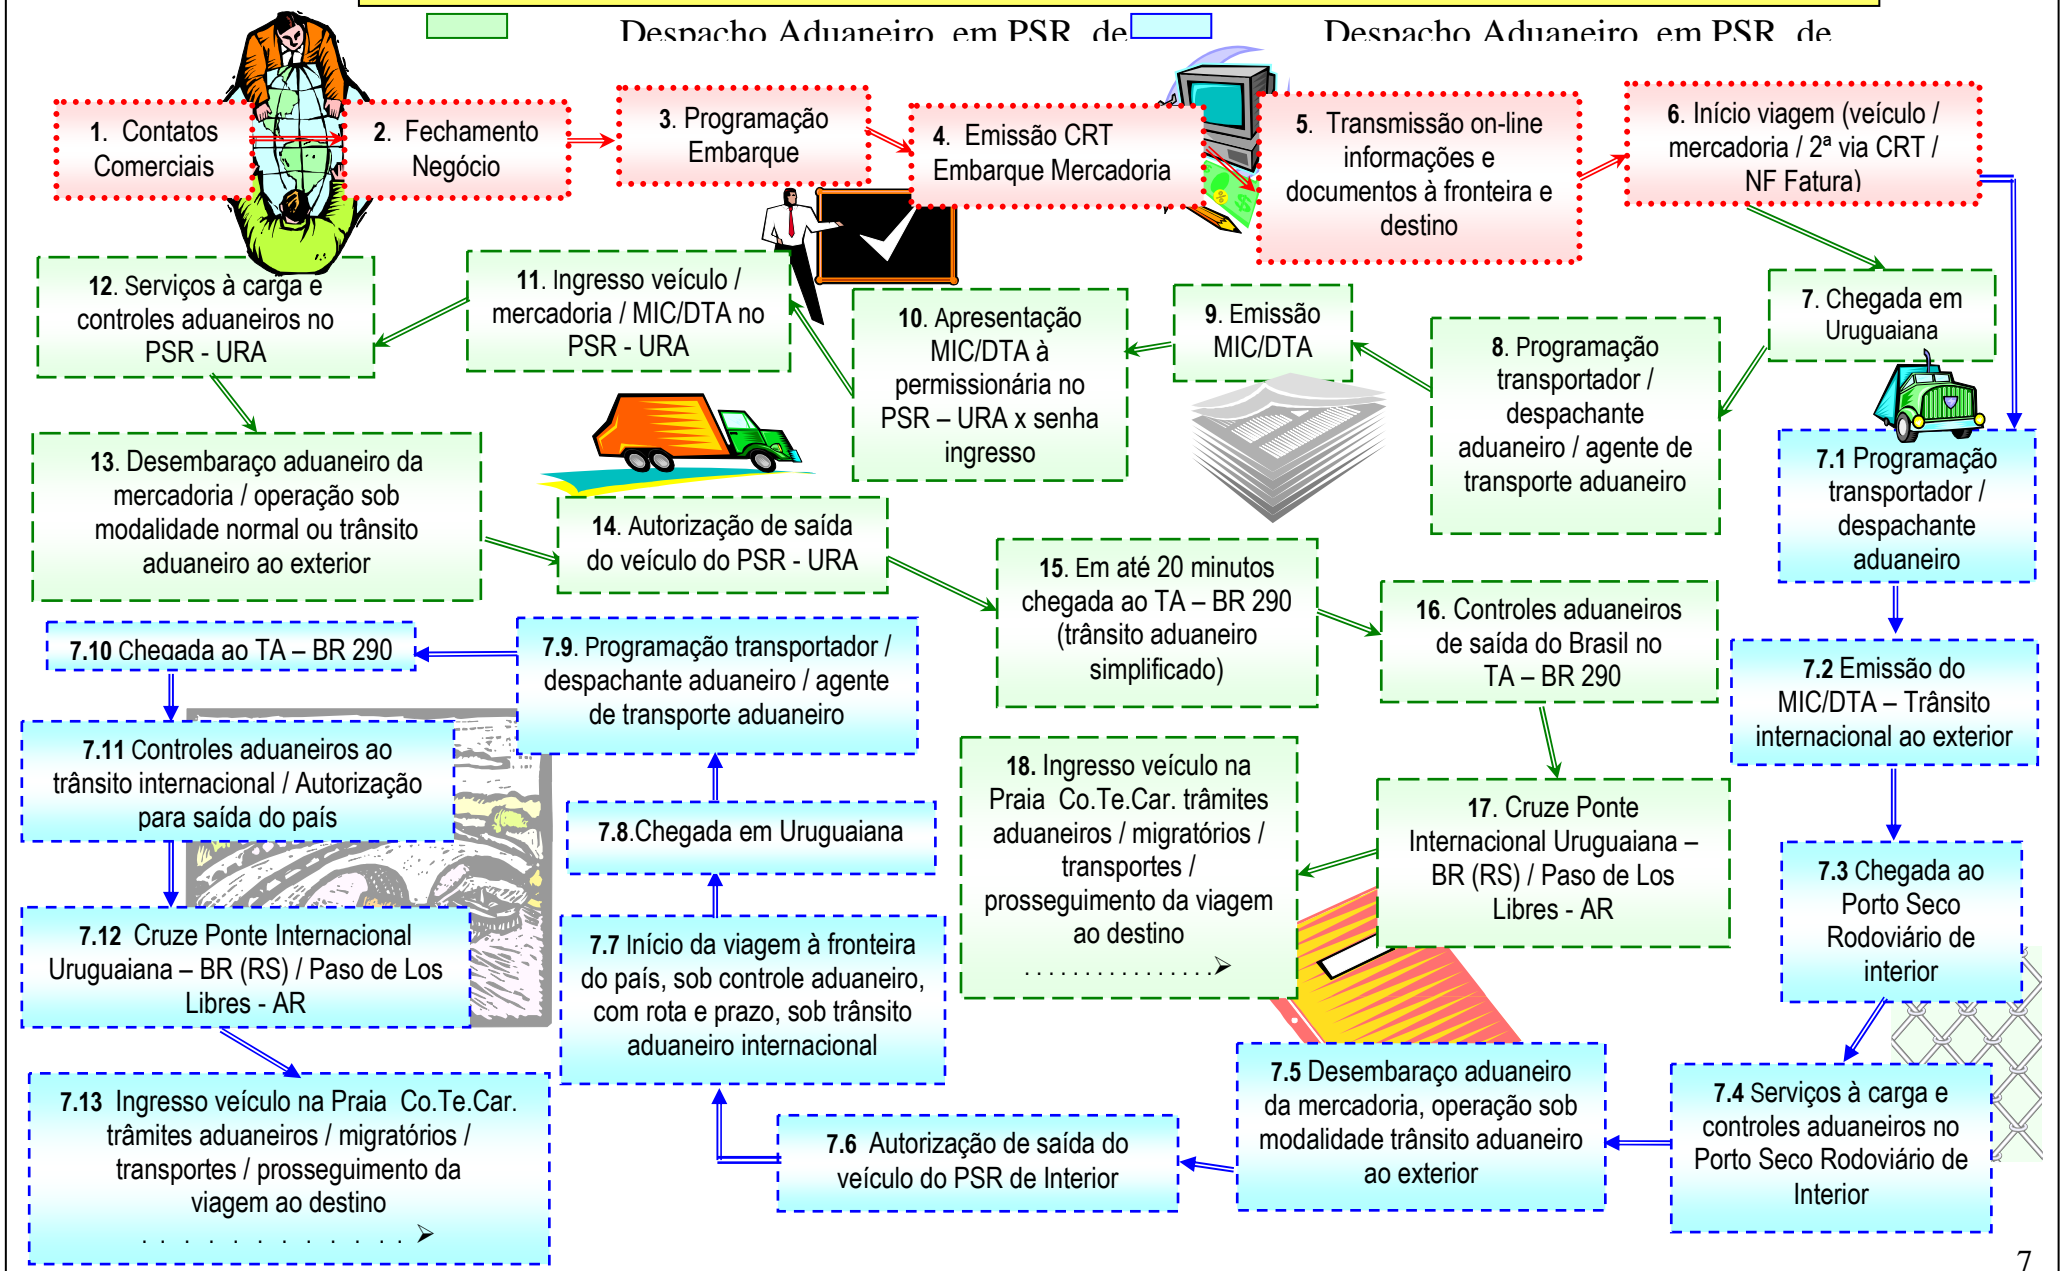 Despacho Aduaneiro em PSR de
Despacho Aduaneiro em PSR de
1. Contatos
Comerciais
2. Fechamento
Negócio
3. Programação
Embarque
4. Emissão CRT
Embarque Mercadoria
5. Transmissão on-line
informações e
documentos à fronteira e
destino
6. Início viagem (veículo /
mercadoria / 2ª via CRT /
NF Fatura)
12. Serviços à carga e
controles aduaneiros no
PSR - URA
11. Ingresso veículo /
mercadoria / MIC/DTA no
PSR - URA
10. Apresentação
MIC/DTA à
permissionária no
PSR – URA x senha
ingresso
9. Emissão
MIC/DTA
8. Programação
transportador /
despachante
aduaneiro / agente de
transporte aduaneiro
7. Chegada em
Uruguaiana
7.1 Programação
transportador /
despachante
aduaneiro
13. Desembaraço aduaneiro da
mercadoria / operação sob
modalidade normal ou trânsito
aduaneiro ao exterior
14. Autorização de saída
do veículo do PSR - URA
15. Em até 20 minutos
chegada ao TA – BR 290
(trânsito aduaneiro
simplificado)
16. Controles aduaneiros
de saída do Brasil no
TA – BR 290
7.2 Emissão do
MIC/DTA – Trânsito
internacional ao exterior
7.10 Chegada ao TA – BR 290
7.9. Programação transportador /
despachante aduaneiro / agente
de transporte aduaneiro
7.11 Controles aduaneiros ao
trânsito internacional / Autorização
para saída do país
7.8.Chegada em Uruguaiana
18. Ingresso veículo na
Praia Co.Te.Car. trâmites
aduaneiros / migratórios /
transportes /
prosseguimento da viagem
ao destino
. . . . . . . . . . . . . . . .➢
17. Cruze Ponte
Internacional Uruguaiana –
BR (RS) / Paso de Los
Libres - AR
7.3 Chegada ao
Porto Seco
Rodoviário de
interior
7.12 Cruze Ponte Internacional
Uruguaiana – BR (RS) / Paso de Los
Libres - AR
7.7 Início da viagem à fronteira
do país, sob controle aduaneiro,
com rota e prazo, sob trânsito
aduaneiro internacional
7.13 Ingresso veículo na Praia Co.Te.Car.
trâmites aduaneiros / migratórios /
transportes / prosseguimento da
viagem ao destino
. . . . . . . . . . . . ➢
7.6 Autorização de saída do
veículo do PSR de Interior
7.5 Desembaraço aduaneiro
da mercadoria, operação sob
modalidade trânsito aduaneiro
ao exterior
7.4 Serviços à carga e
controles aduaneiros no
Porto Seco Rodoviário de
Interior
7